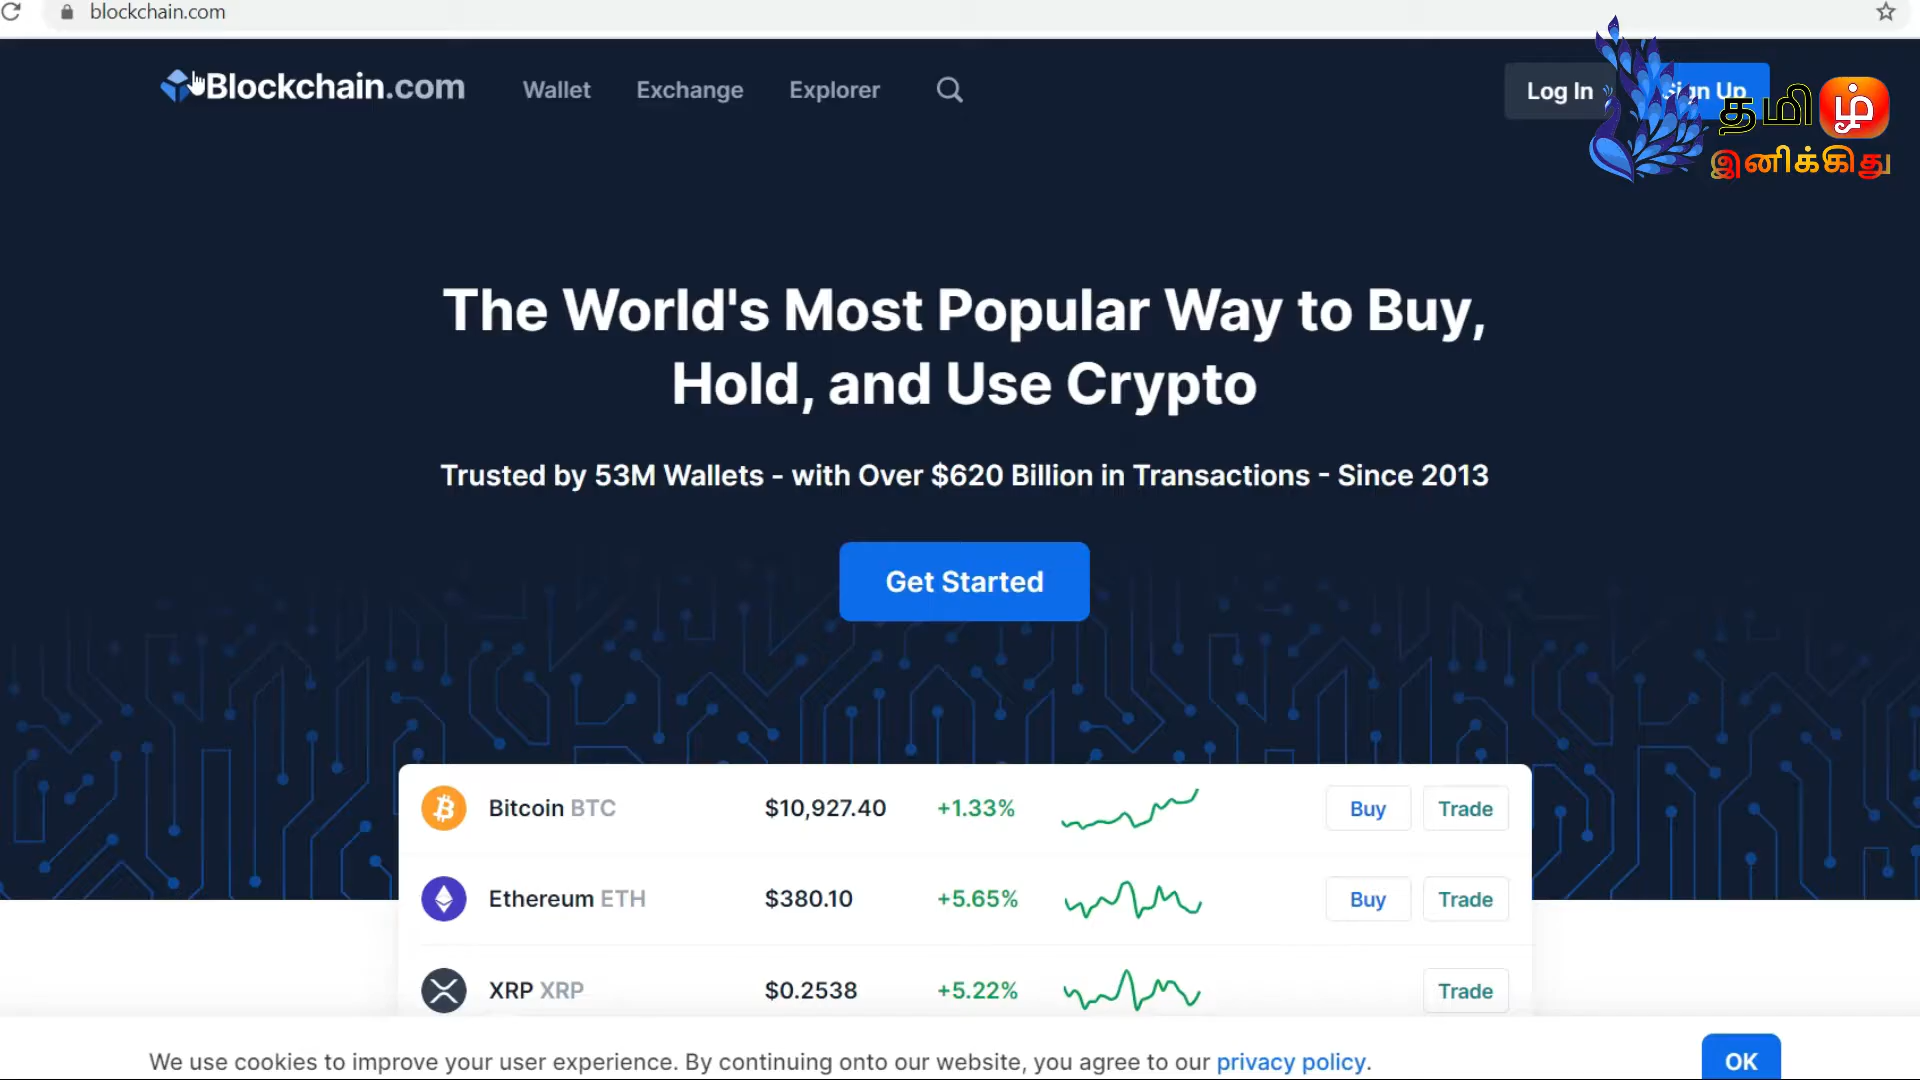 blockchain.com
Blockchain.com
Wallet
Exchange
Explorer
Log In
Sign Up
தமிழ்
இனிக்கிது
The World's Most Popular Way to Buy,
Hold, and Use Crypto
Trusted by 53M Wallets - with Over $620 Billion in Transactions - Since 2013
Get Started
Bitcoin BTC $10,927.40 +1.33% Buy Trade
Ethereum ETH $380.10 +5.65% Buy Trade
XRP XRP $0.2538 +5.22% Trade
We use cookies to improve your user experience. By continuing onto our website, you agree to our privacy policy.
OK